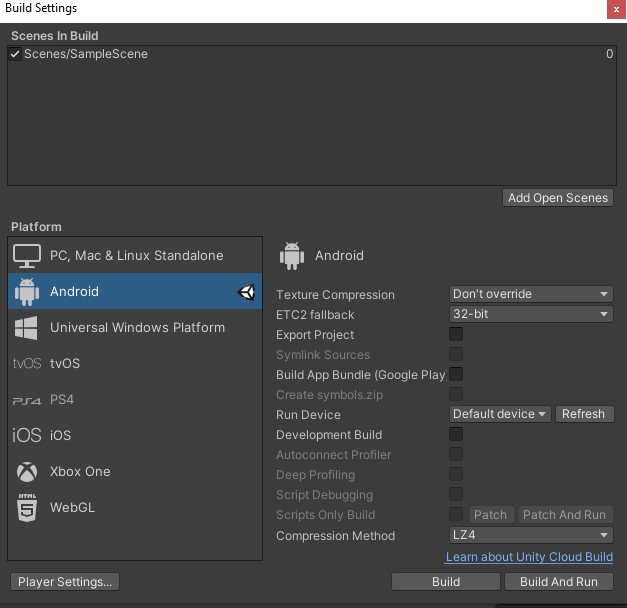 Build Settings
x
Scenes In Build
Scenes/SampleScene 0
Add Open Scenes
Platform
PC, Mac & Linux Standalone
Android
Universal Windows Platform
tvOS tvOS
PS4 PS4
iOS iOS
Xbox One
HTML 5 WebGL
Android
Texture Compression Don't override
ETC2 fallback 32-bit
Export Project
Symlink Sources
Build App Bundle (Google Play)
Create symbols.zip
Run Device Default device Refresh
Development Build
Autoconnect Profiler
Deep Profiling
Script Debugging
Scripts Only Build Patch Patch And Run
Compression Method LZ4
Learn about Unity Cloud Build
Player Settings... Build Build And Run